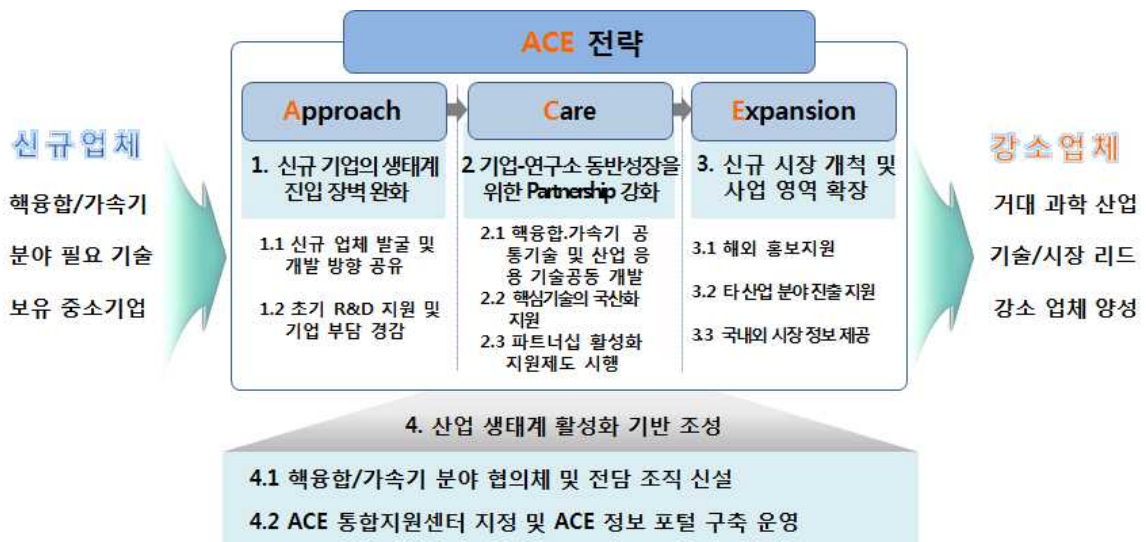 ACE 전략
Approach
Care
Expansion
신규업체
핵융합/가속기
분야 필요 기술
보유 중소기업
1. 신규 기업의 생태계
진입 장벽 완화
1.1 신규 업체 발굴 및
개발 방향 공유
1.2 초기 R&D 지원 및
기업 부담 경감
2. 기업-연구소 동반성장을
위한 Partnership 강화
2.1 핵융합.가속기 공
통기술 및 산업 응
용 기술공동 개발
2.2 핵심기술의 국산화
지원
2.3 파트너십 활성화
지원제도 시행
3. 신규 시장 개척 및
사업 영역 확장
3.1 해외 홍보지원
3.2 타 산업 분야 진출 지원
3.3 국내외 시장 정보 제공
강소업체
거대 과학 산업
기술/시장 리드
강소 업체 양성
4. 산업 생태계 활성화 기반 조성
4.1 핵융합/가속기 분야 협의체 및 전담 조직 신설
4.2 ACE 통합지원센터 지정 및 ACE 정보 포털 구축 운영